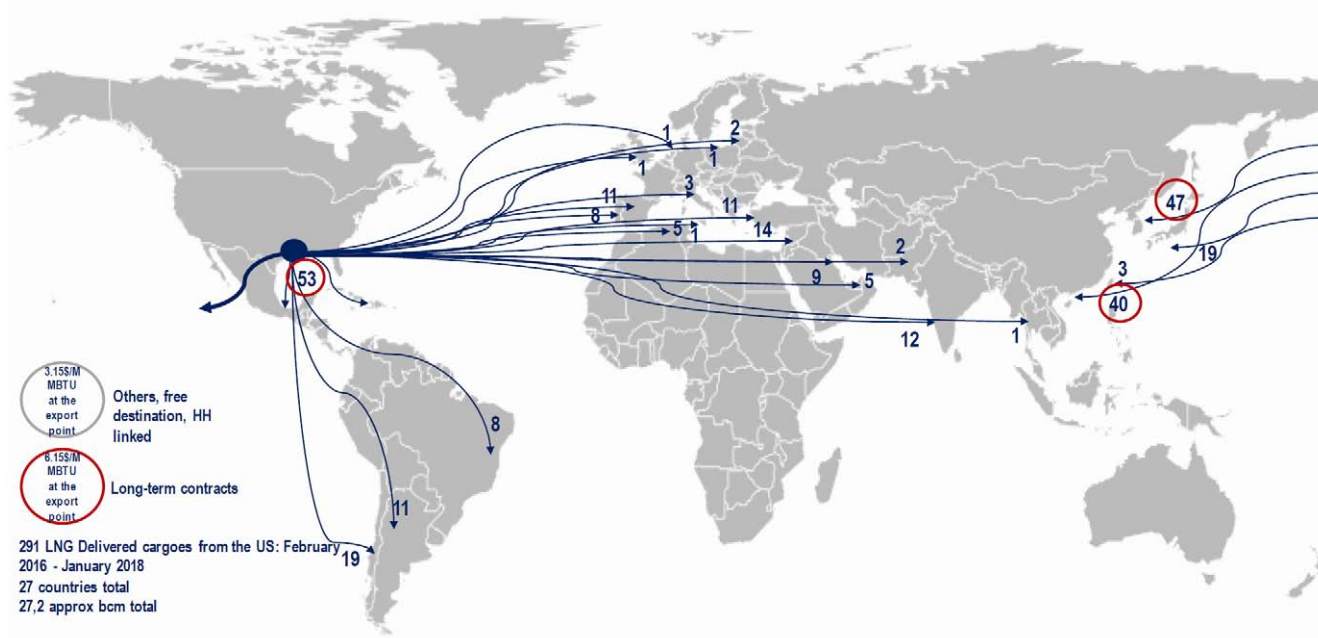 1
2
1
1
3
11
8
11
5
1
14
2
9
5
12
1
47
19
3
40
53
8
11
19
3.15$/M
MBTU
at the
export
point
Others, free
destination, HH
linked
6.15$/M
MBTU
at the
export
point
Long-term contracts
291 LNG Delivered cargoes from the US: February
2016 - January 2018
27 countries total
27,2 approx bcm total